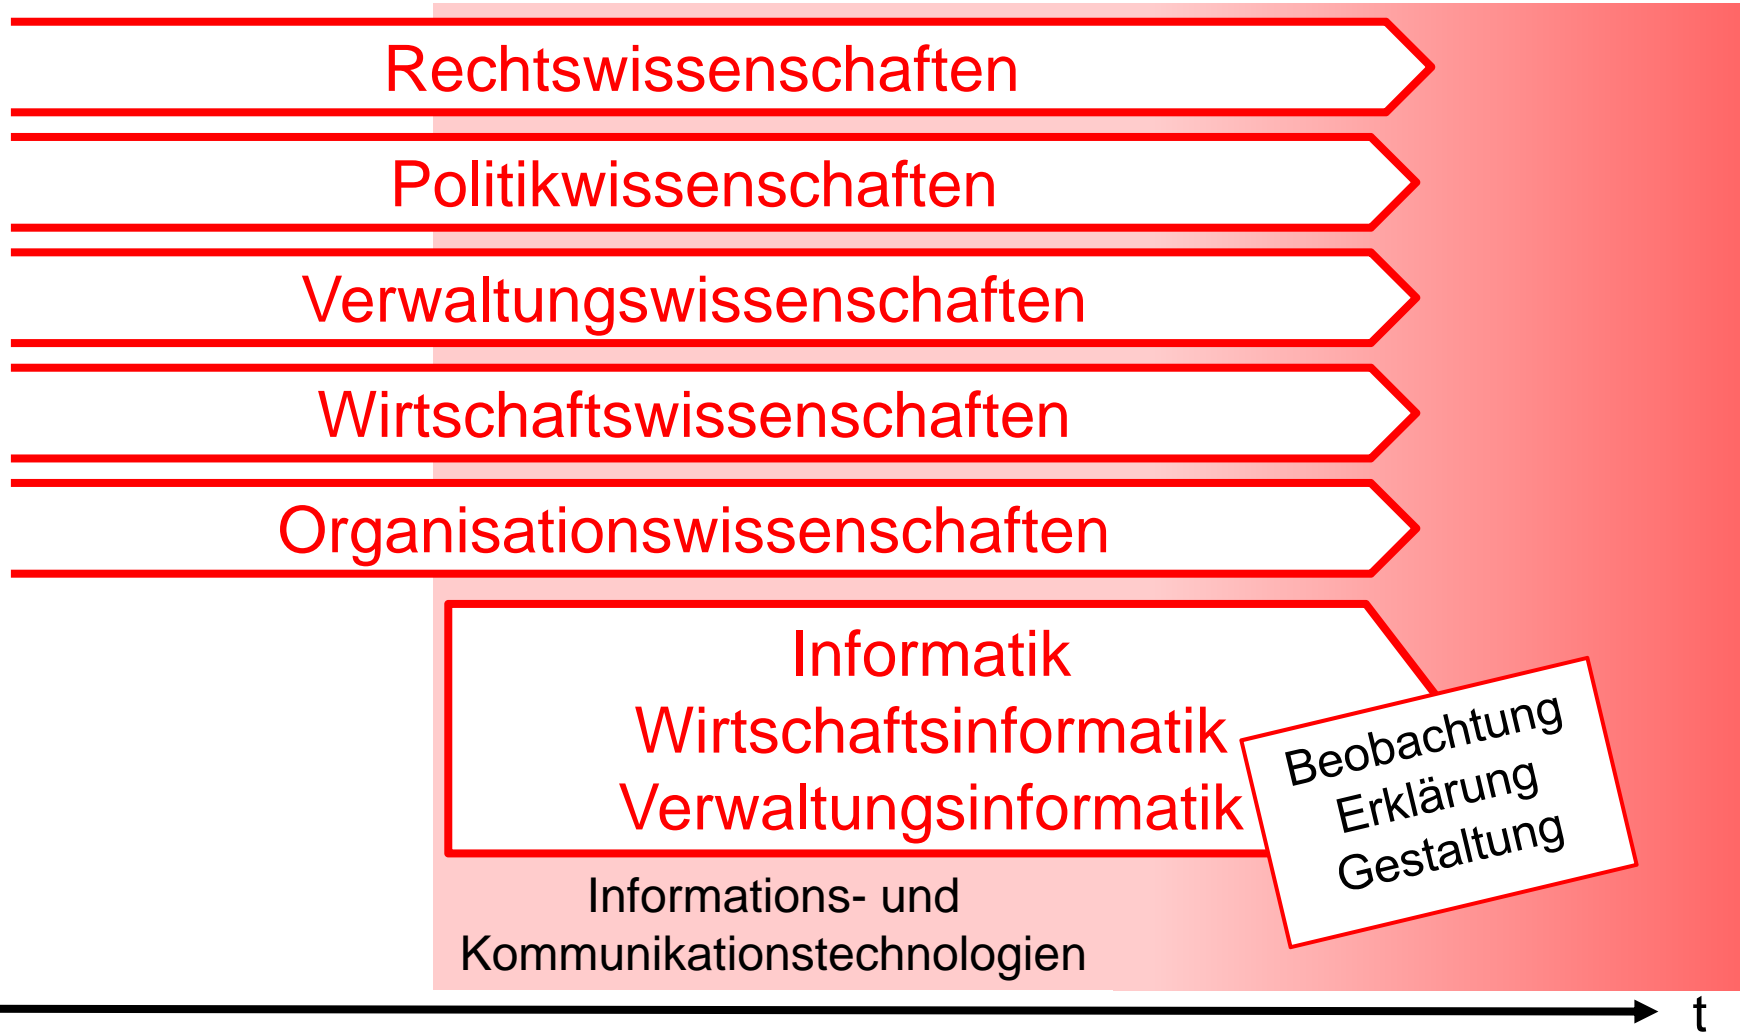 Rechtswissenschaften
Politikwissenschaften
Verwaltungswissenschaften
Wirtschaftswissenschaften
Organisationswissenschaften
Informatik
Wirtschaftsinformatik
Verwaltungsinformatik
Beobachtung
Erklärung
Gestaltung
Informations- und
Kommunikationstechnologien
t